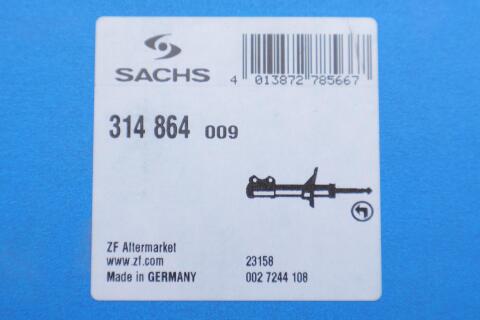 SACHS
4 013872 785667
314 864 009
ZF Aftermarket
www.zf.com 23158
Made in GERMANY 002 7244 108